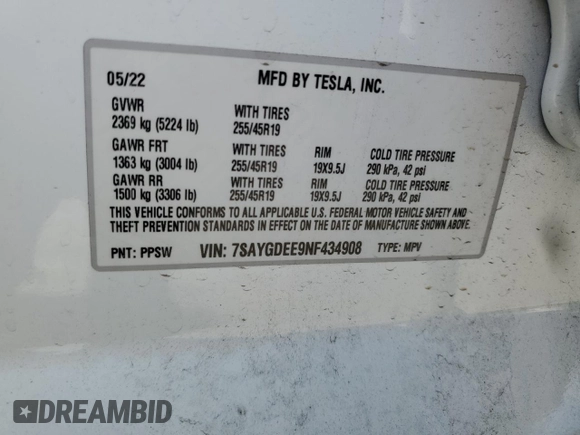 05/22 MFD BY TESLA, INC.
GVWR WITH TIRES
2369 kg (5224 lb) 255/45R19
GAWR FRT WITH TIRES RIM COLD TIRE PRESSURE
1363 kg (3004 lb) 255/45R19 19X9.5J 290 kPa, 42 psi
GAWR RR WITH TIRES RIM COLD TIRE PRESSURE
1500 kg (3306 lb) 255/45R19 19X9.5J 290 kPa, 42 psi
THIS VEHICLE CONFORMS TO ALL APPLICABLE U.S. FEDERAL MOTOR VEHICLE SAFETY AND
THEFT PREVENTION STANDARDS IN EFFECT ON THE DATE OF MANUFACTURE SHOWN ABOVE.
PNT: PPSW VIN: 7SAYGDEE9NF434908 TYPE: MPV
DREAMBID